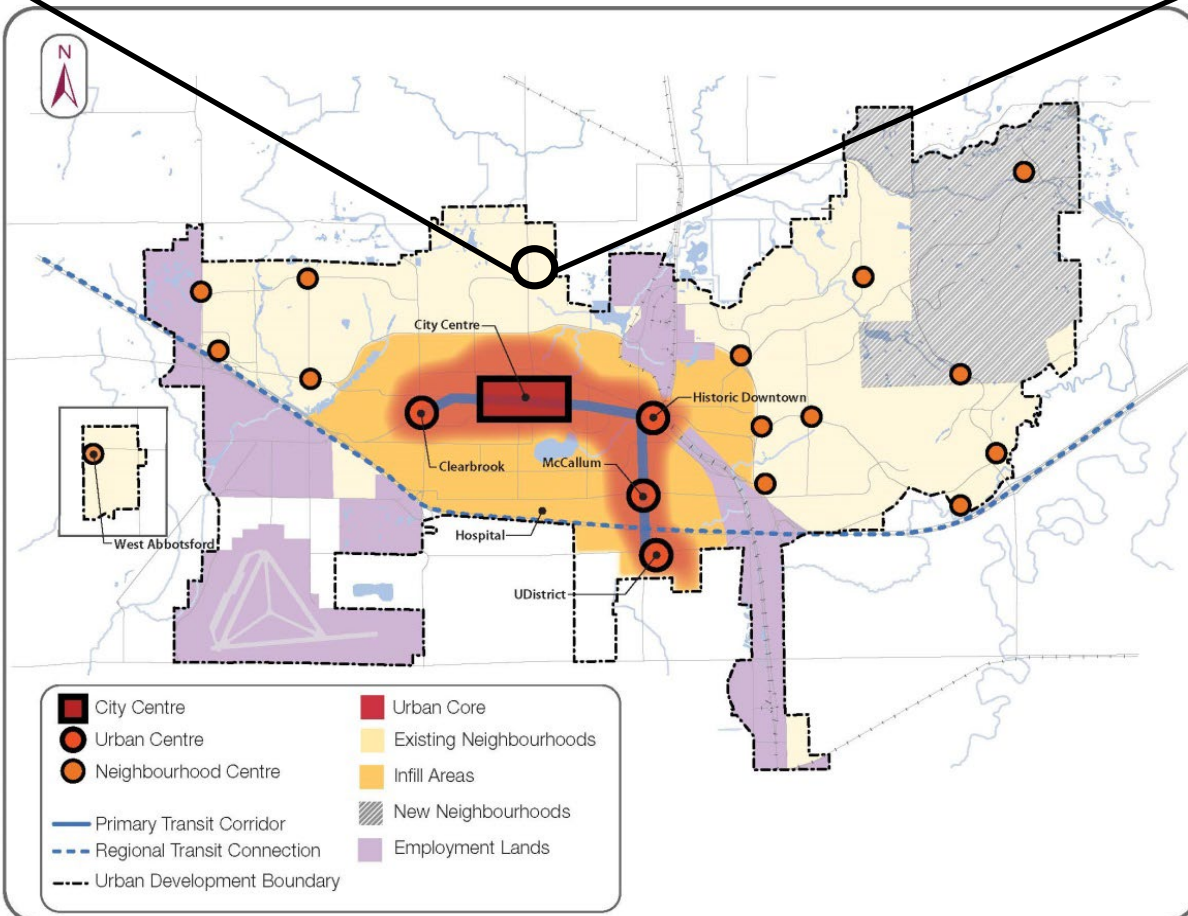 N
City Centre
Historic Downtown
Clearbrook
McCallum
Hospital
West Abbotsford
UDistrict
City Centre
Urban Centre
Neighbourhood Centre
Primary Transit Corridor
Regional Transit Connection
Urban Development Boundary
Urban Core
Existing Neighbourhoods
Infill Areas
New Neighbourhoods
Employment Lands